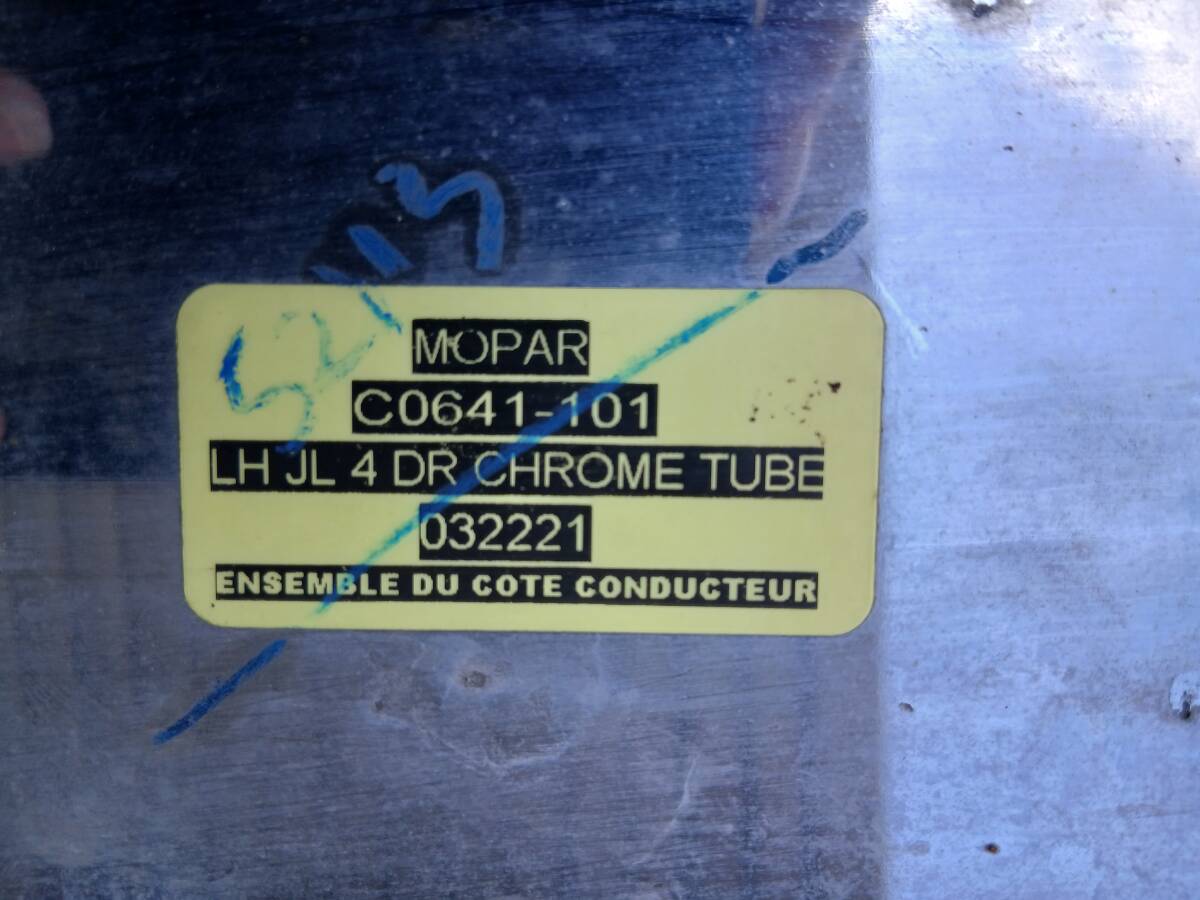 MOPAR
C0641-101
LH JL 4 DR CHROME TUBE
032221
ENSEMBLE DU COTE CONDUCTEUR